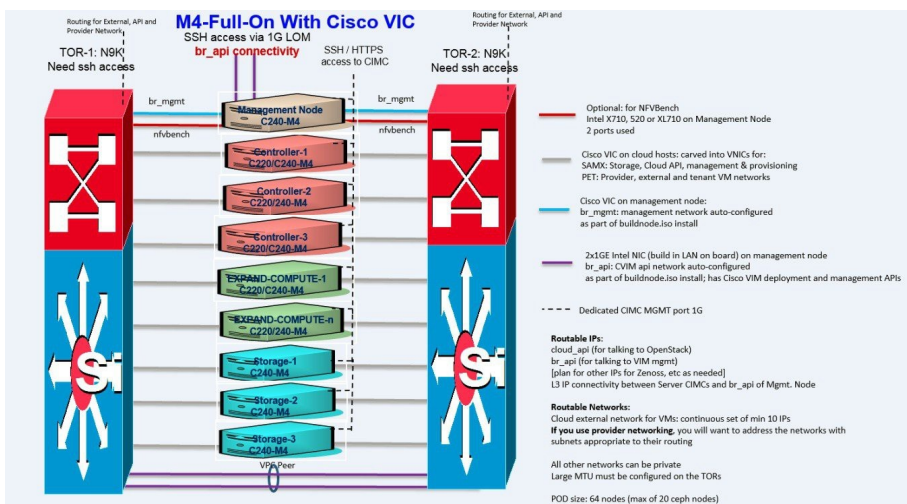 Routing for External, API and
Provider Network
M4-Full-On With Cisco VIC
SSH access via 1G LOM
br_api connectivity
SSH / HTTPS
access to CIMC
Routing for External, API and
Provider Network
TOR-1: N9K
Need ssh access
TOR-2: N9K
Need ssh access
br_mgmt
br_mgmt
nfvbench
nfvbench
Management Node
C240-M4
Controller-1
C220/C240-M4
Controller-2
C220/240-M4
Controller-3
C220/C240-M4
EXPAND-COMPUTE-1
C220/C240-M4
EXPAND-COMPUTE-n
C220/240-M4
Storage-1
C240-M4
Storage-2
C240-M4
Storage-3
C240-M4
VPC Peer
Si
Si
Optional: for NFVBench
Intel X710, 520 or XL710 on Management Node
2 ports used
Cisco VIC on cloud hosts: carved into VNICs for:
SAMX: Storage, Cloud API, management & provisioning
PET: Provider, external and tenant VM networks
Cisco VIC on management node:
br_mgmt: management network auto-configured
as part of buildnode.iso install
2x1GE Intel NIC (build in LAN on board) on management node
br_api: CVIM api network auto-configured
as part of buildnode.iso install; has Cisco VIM deployment and management APIs
Dedicated CIMC MGMT port 1G
Routable IPs:
cloud_api (for talking to OpenStack)
br_api (for talking to VIM mgmt)
[plan for other IPs for Zenoss, etc as needed]
L3 IP connectivity between Server CIMCs and br_api of Mgmt. Node
Routable Networks:
Cloud external network for VMs: continuous set of min 10 IPs
If you use provider networking, you will want to address the networks with
subnets appropriate to their routing
All other networks can be private
Large MTU must be configured on the TORs
POD size: 64 nodes (max of 20 ceph nodes)